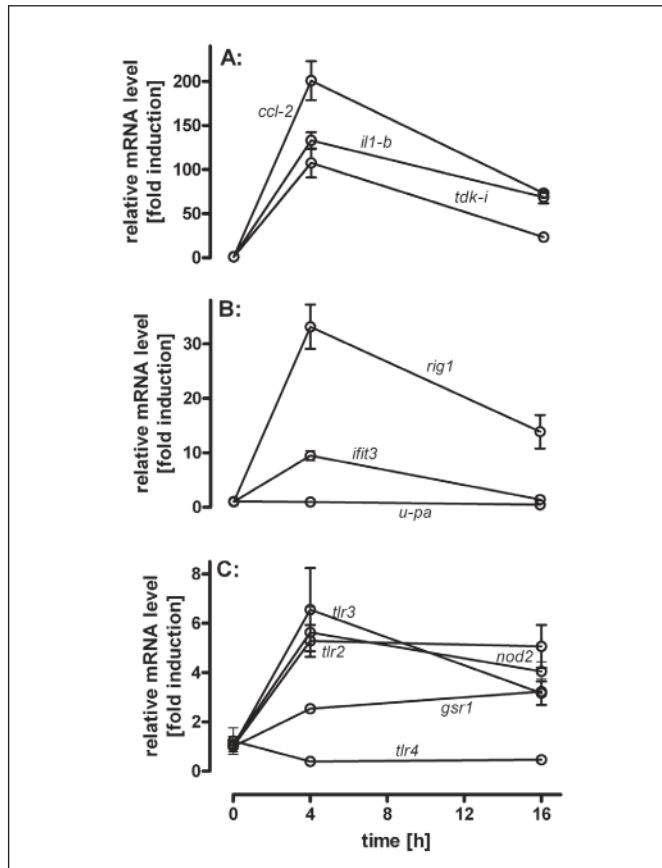 A:
relative mRNA level
[fold induction]
200
150
100
50
0
ccl-2
il1-b
tdk-i
B:
relative mRNA level
[fold induction]
30
20
10
0
rig1
ifit3
u-pa
C:
relative mRNA level
[fold induction]
8
6
4
2
0
tlr3
tlr2
nod2
gsr1
tlr4
0 4 8 12 16
time [h]